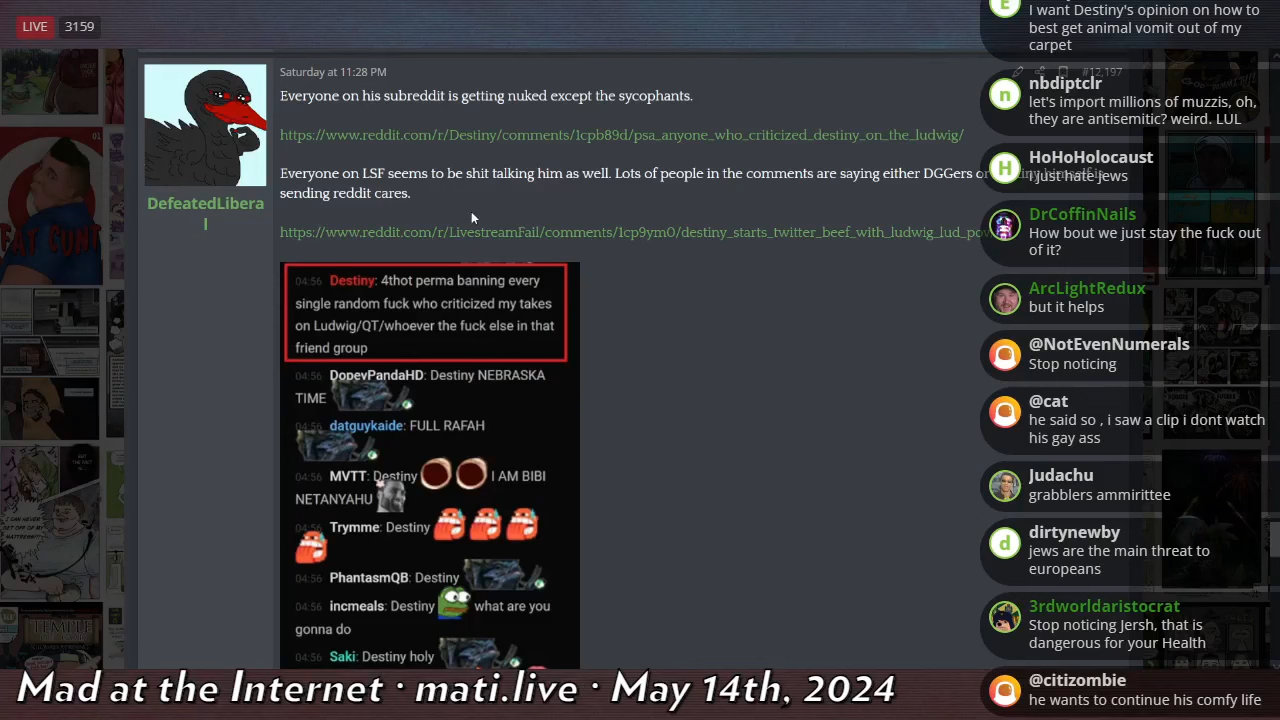 LIVE 3159
Saturday at 11:28 PM
#12,197
Everyone on his subreddit is getting nuked except the sycophants.
https://www.reddit.com/r/Destiny/comments/1cpb89d/psa_anyone_who_criticized_destiny_on_the_ludwig/
Everyone on LSF seems to be shit talking him as well. Lots of people in the comments are saying either DGGers or
sending reddit cares.
https://www.reddit.com/r/LivestreamFail/comments/1cp9ym0/destiny_starts_twitter_beef_with_ludwig_lud_pov
DefeatedLibera
l
04:56 Destiny: 4thot perma banning every
single random fuck who criticized my takes
on Ludwig/QT/whoever the fuck else in that
friend group
04:56 DopeyPandaHD: Destiny NEBRASKA
TIME
04:56 datguykaide: FULL RAFAH
04:56 MVTT: Destiny I AM BIBI
NETANYAHU
04:56 Trymme: Destiny
04:56 PhantasmQB: Destiny
04:56 incmeals: Destiny what are you
gonna do
04:56 Saki: Destiny holy
I want Destiny's opinion on how to
best get animal vomit out of my
carpet
nbdiptclr
let's import millions of muzzis, oh,
they are antisemitic? weird. LUL
HoHoHolocaust
i just hate jews
DrCoffinNails
How bout we just stay the fuck out
of it?
ArcLightRedux
but it helps
@NotEvenNumerals
Stop noticing
@cat
he said so , i saw a clip i dont watch
his gay ass
Judachu
grabblers ammirittee
dirtynewby
jews are the main threat to
europeans
3rdworldaristocrat
Stop noticing Jersh, that is
dangerous for your Health
@citizombie
he wants to continue his comfy life
FAT CUNT
TEMPLE
Mad at the Internet · mati.live · May 14th, 2024